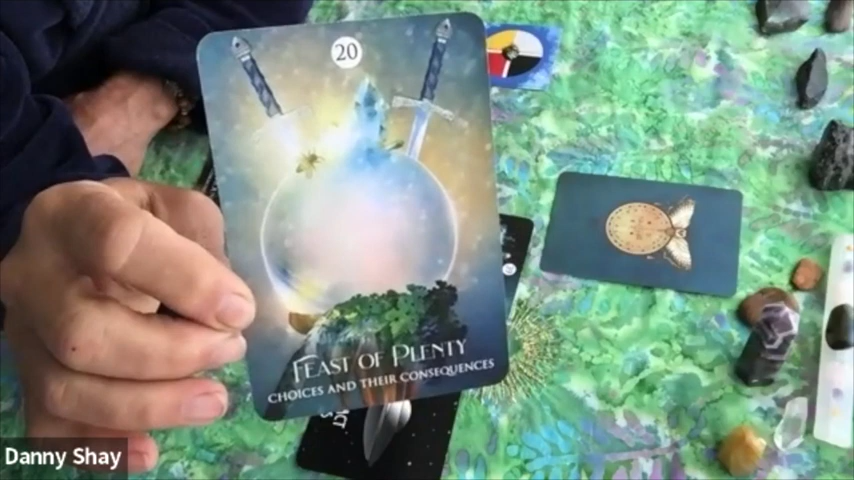 20
FEAST OF PLENTY
CHOICES AND THEIR CONSEQUENCES
Danny Shay